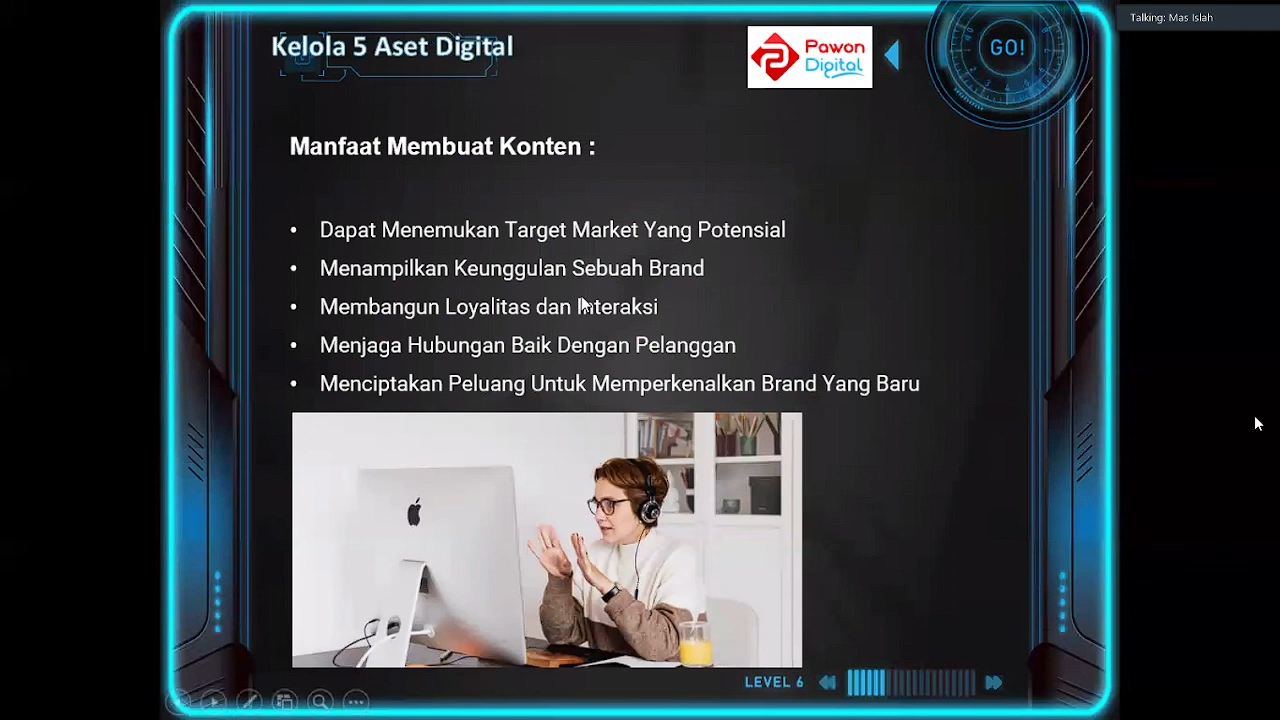 Talking: Mas Islah
Kelola 5 Aset Digital
Pawon
Digital
GO!
Manfaat Membuat Konten :
• Dapat Menemukan Target Market Yang Potensial
• Menampilkan Keunggulan Sebuah Brand
• Membangun Loyalitas dan Interaksi
• Menjaga Hubungan Baik Dengan Pelanggan
• Menciptakan Peluang Untuk Memperkenalkan Brand Yang Baru
LEVEL 6